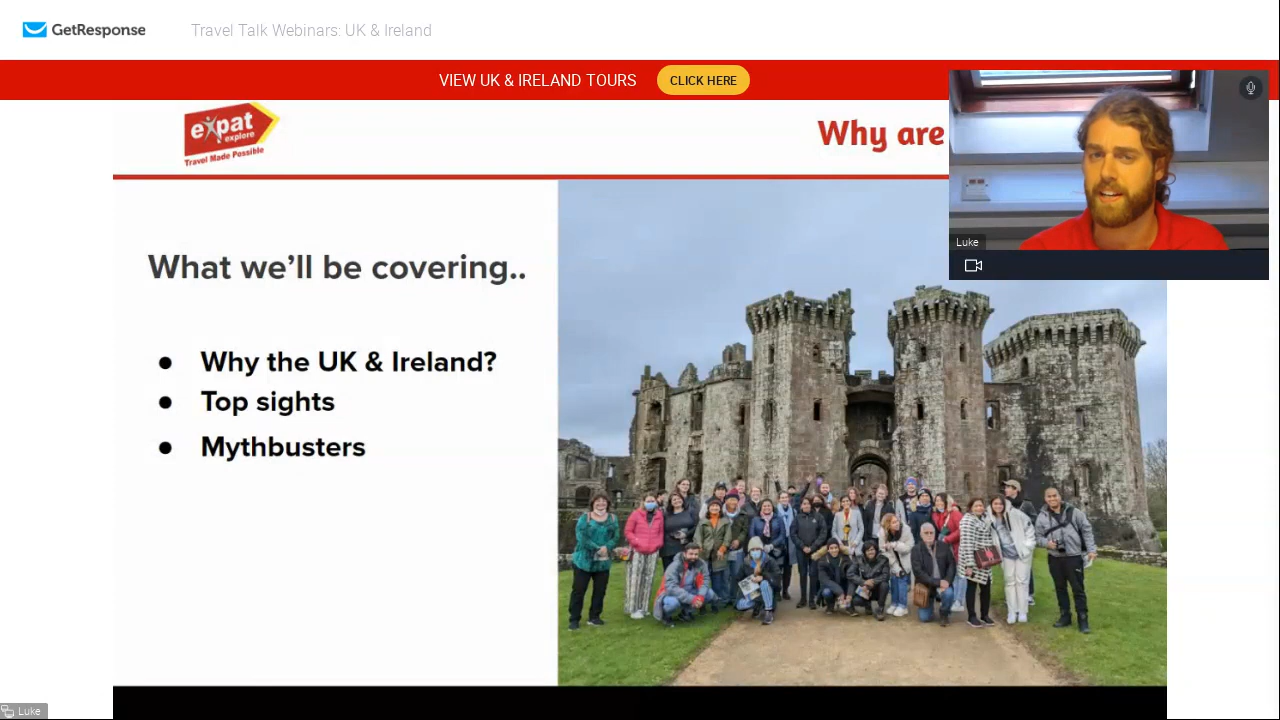 GetResponse
Travel Talk Webinars: UK & Ireland
VIEW UK & IRELAND TOURS
CLICK HERE
expat
explore
Travel Made Possible
Why are
Luke
What we'll be covering..
● Why the UK & Ireland?
● Top sights
● Mythbusters
Luke